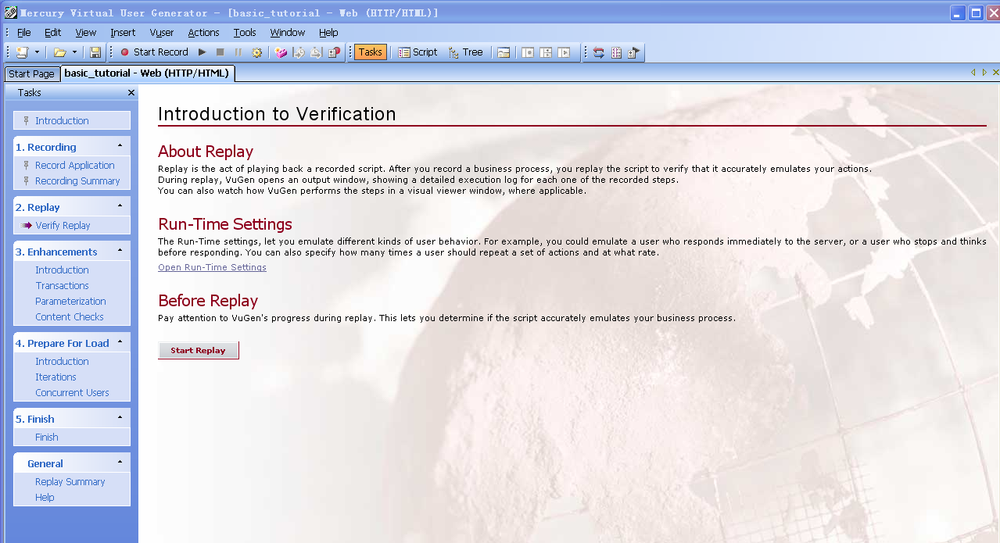 Mercury Virtual User Generator - [basic_tutorial - Web (HTTP/HTML)]
File Edit View Insert Vuser Actions Tools Window Help
Start Record Tasks Script Tree
Start Page basic_tutorial - Web (HTTP/HTML)
Tasks
Introduction
1. Recording
Record Application
Recording Summary
2. Replay
Verify Replay
3. Enhancements
Introduction
Transactions
Parameterization
Content Checks
4. Prepare For Load
Introduction
Iterations
Concurrent Users
5. Finish
Finish
General
Replay Summary
Help
Introduction to Verification
About Replay
Replay is the act of playing back a recorded script. After you record a business process, you replay the script to verify that it accurately emulates your actions.
During replay, VuGen opens an output window, showing a detailed execution log for each one of the recorded steps.
You can also watch how VuGen performs the steps in a visual viewer window, where applicable.
Run-Time Settings
The Run-Time settings, let you emulate different kinds of user behavior. For example, you could emulate a user who responds immediately to the server, or a user who stops and thinks
before responding. You can also specify how many times a user should repeat a set of actions and at what rate.
Open Run-Time Settings
Before Replay
Pay attention to VuGen's progress during replay. This lets you determine if the script accurately emulates your business process.
Start Replay